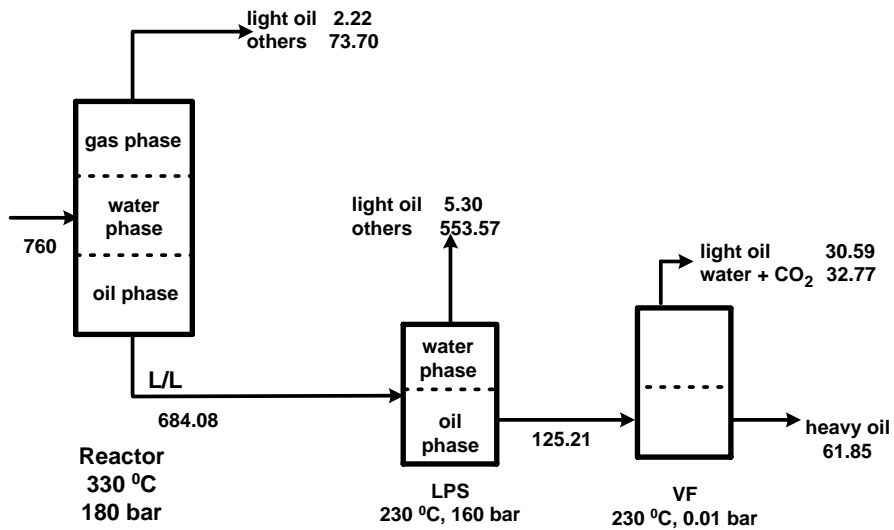 light oil 2.22
others 73.70
gas phase
water
phase
oil phase
760
L/L
684.08
Reactor
330 ⁰C
180 bar
light oil 5.30
others 553.57
water
phase
oil
phase
125.21
LPS
230 ⁰C, 160 bar
light oil 30.59
water + CO₂ 32.77
heavy oil
61.85
VF
230 ⁰C, 0.01 bar